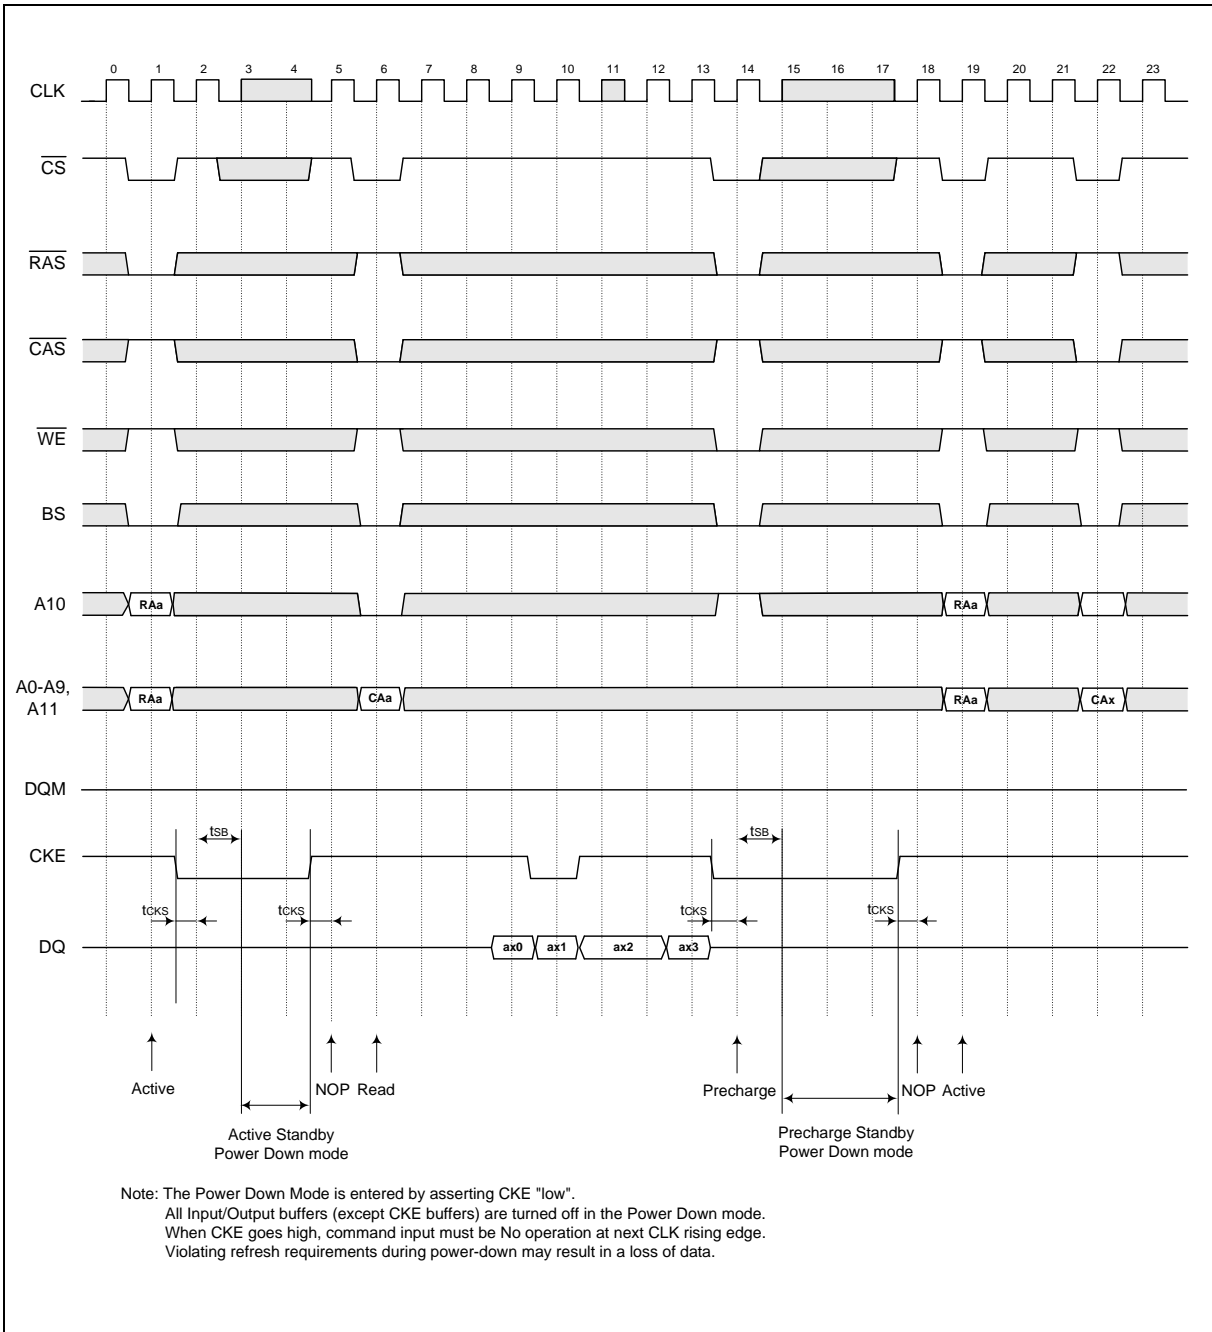 0 1 2 3 4 5 6 7 8 9 10 11 12 13 14 15 16 17 18 19 20 21 22 23
CLK
CS
RAS
CAS
WE
BS
A10 RAa RAa
A0-A9,
A11 RAa CAa RAa CAx
DQM
tSB tSB
CKE
tCKS tCKS tCKS tCKS
DQ ax0 ax1 ax2 ax3
Active NOP Read Precharge NOP Active
Active Standby
Power Down mode
Precharge Standby
Power Down mode
Note: The Power Down Mode is entered by asserting CKE "low".
All Input/Output buffers (except CKE buffers) are turned off in the Power Down mode.
When CKE goes high, command input must be No operation at next CLK rising edge.
Violating refresh requirements during power-down may result in a loss of data.